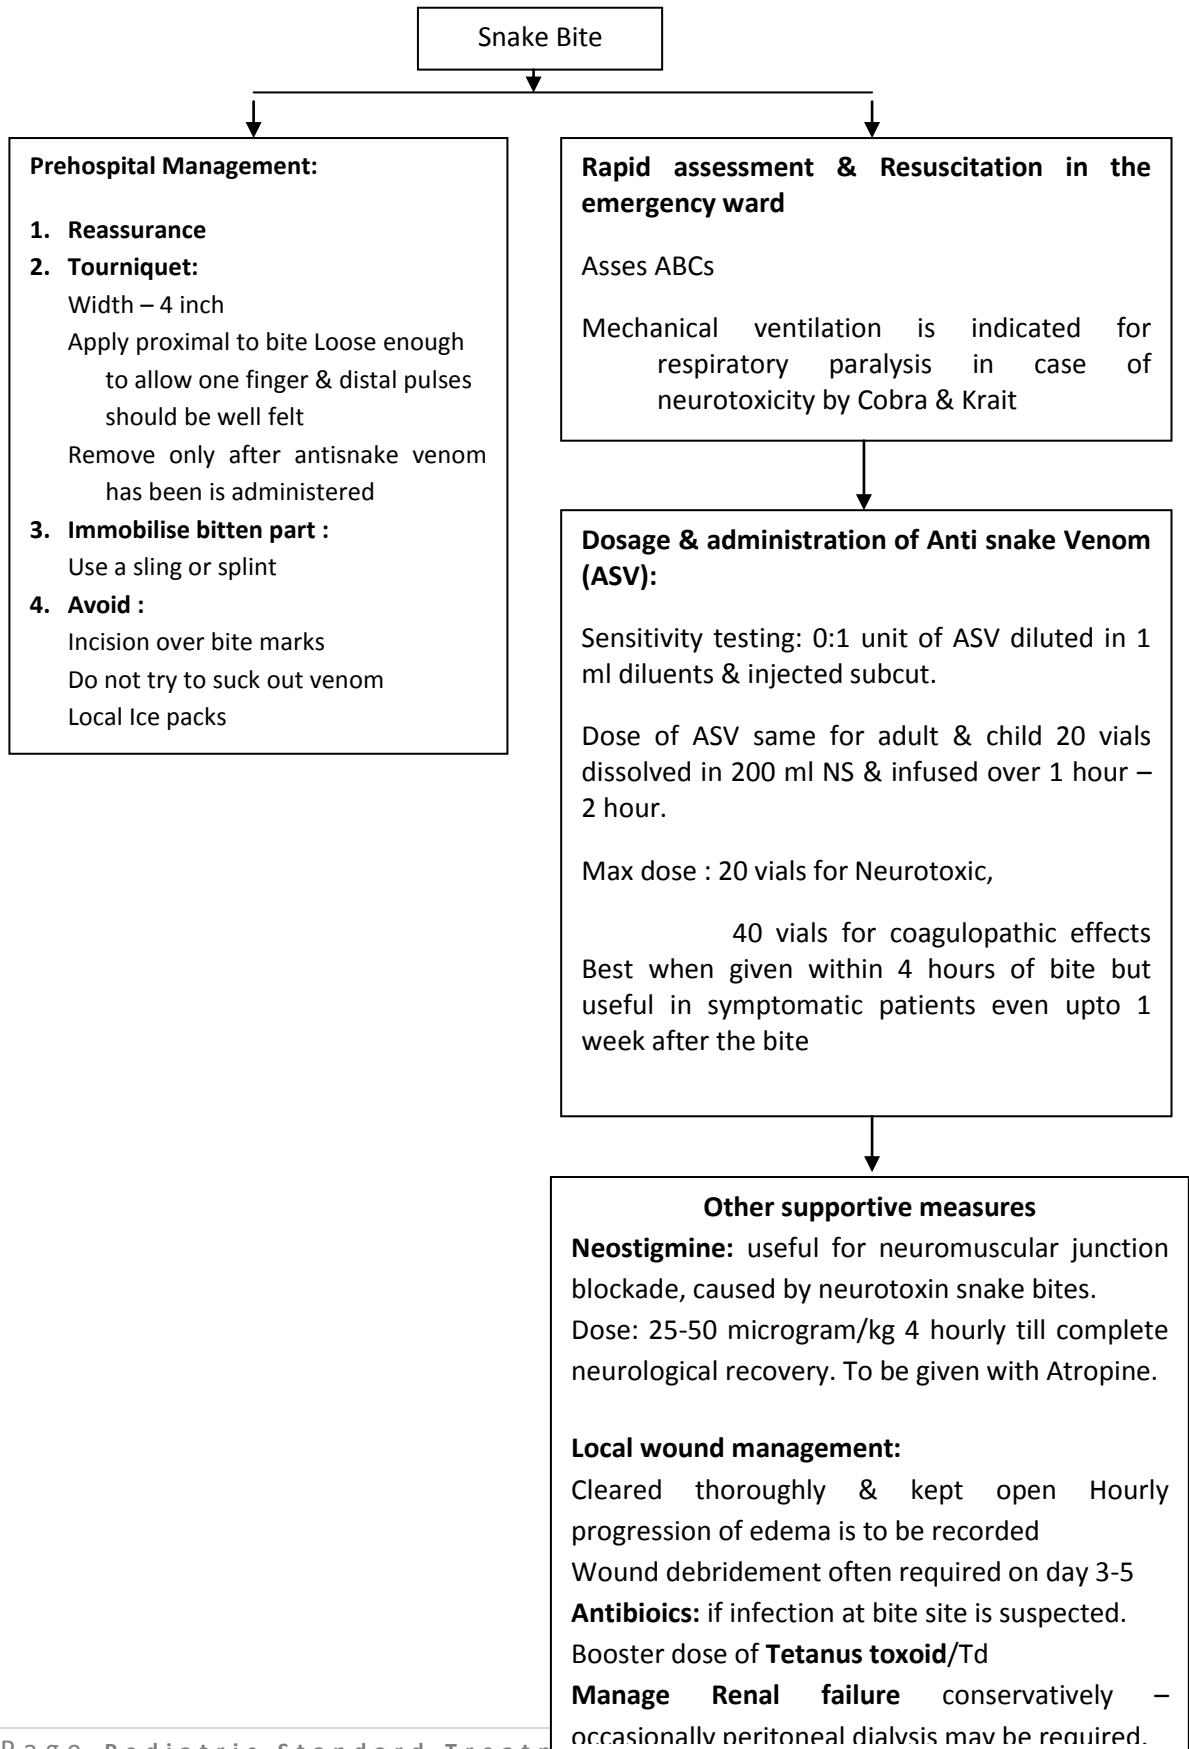 Snake Bite
Prehospital Management:
1. Reassurance
2. Tourniquet:
Width – 4 inch
Apply proximal to bite Loose enough
to allow one finger & distal pulses
should be well felt
Remove only after antisnake venom
has been is administered
3. Immobilise bitten part :
Use a sling or splint
4. Avoid :
Incision over bite marks
Do not try to suck out venom
Local Ice packs
Rapid assessment & Resuscitation in the
emergency ward
Asses ABCs
Mechanical ventilation is indicated for
respiratory paralysis in case of
neurotoxicity by Cobra & Krait
Dosage & administration of Anti snake Venom
(ASV):
Sensitivity testing: 0:1 unit of ASV diluted in 1
ml diluents & injected subcut.
Dose of ASV same for adult & child 20 vials
dissolved in 200 ml NS & infused over 1 hour –
2 hour.
Max dose : 20 vials for Neurotoxic,
40 vials for coagulopathic effects
Best when given within 4 hours of bite but
useful in symptomatic patients even upto 1
week after the bite
Other supportive measures
Neostigmine: useful for neuromuscular junction
blockade, caused by neurotoxin snake bites.
Dose: 25-50 microgram/kg 4 hourly till complete
neurological recovery. To be given with Atropine.
Local wound management:
Cleared thoroughly & kept open Hourly
progression of edema is to be recorded
Wound debridement often required on day 3-5
Antibioics: if infection at bite site is suspected.
Booster dose of Tetanus toxoid/Td
Manage Renal failure conservatively –
occasionally peritoneal dialysis may be required.
Page Pediatric Standard